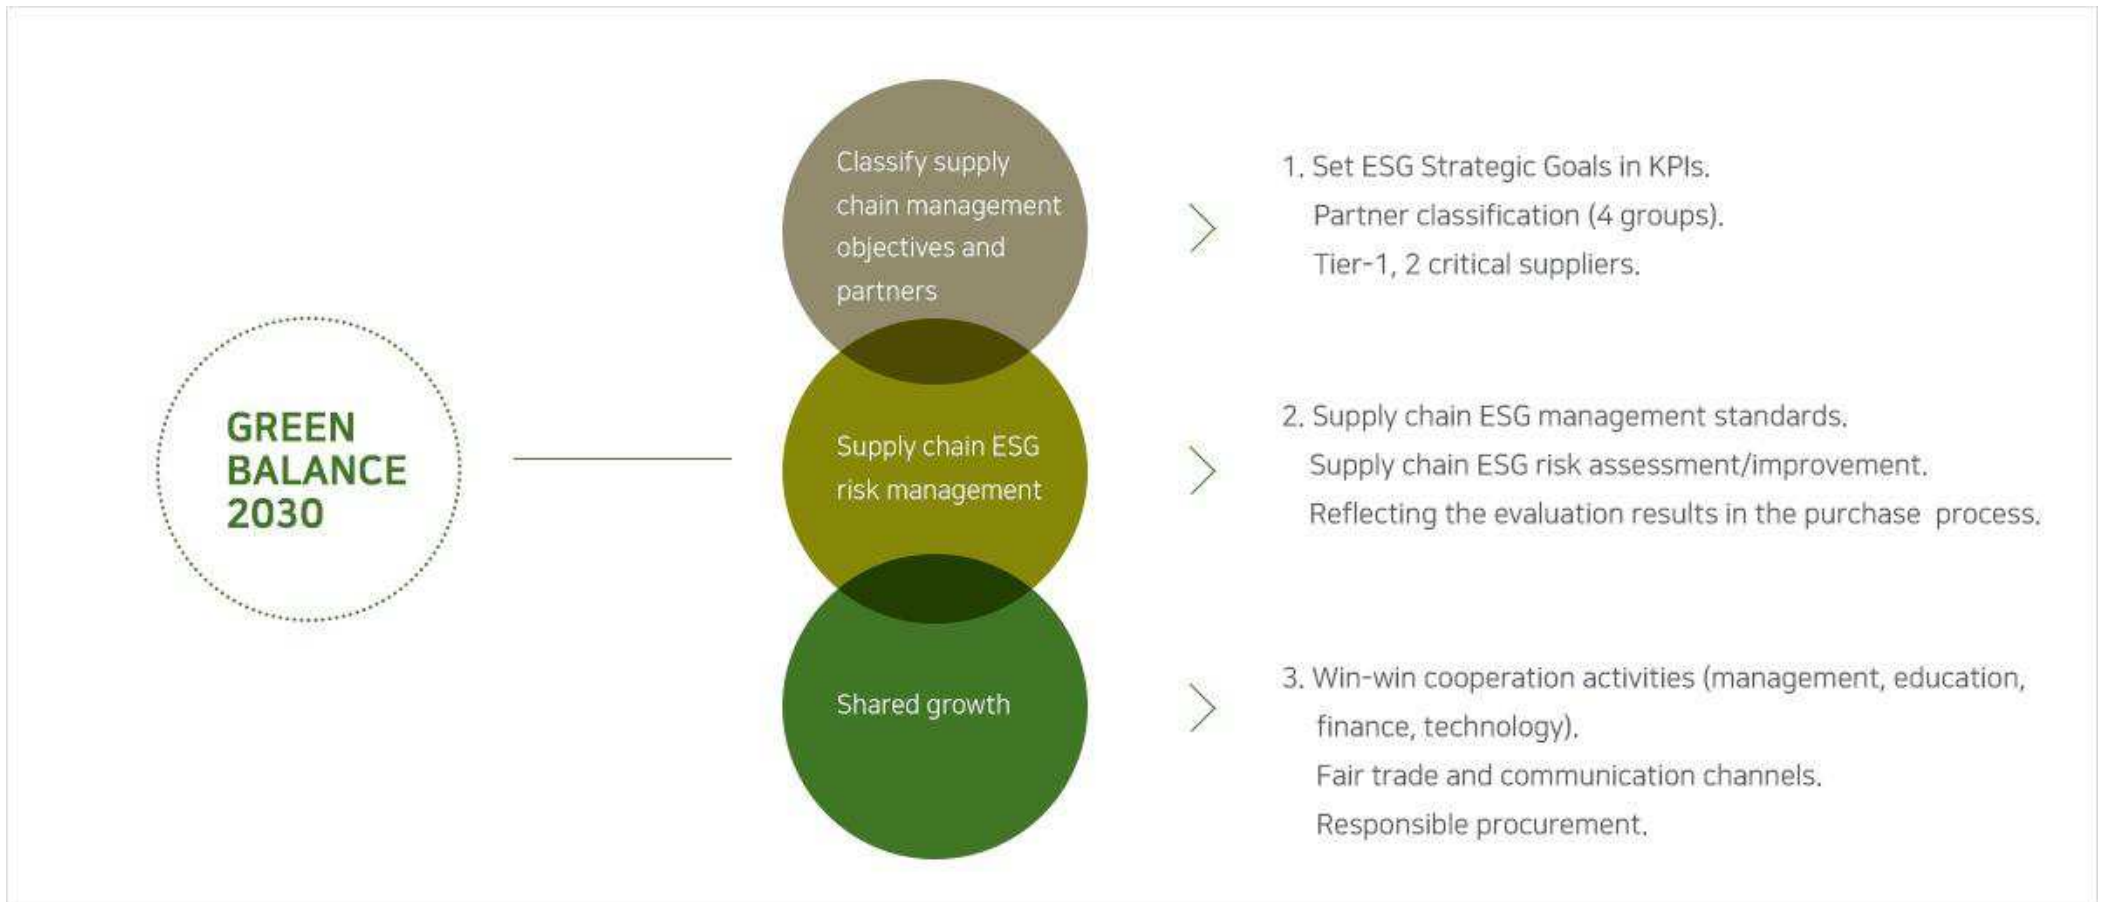 GREEN
BALANCE
2030
Classify supply
chain management
objectives and
partners
1. Set ESG Strategic Goals in KPIs.
Partner classification (4 groups).
Tier-1, 2 critical suppliers.
Supply chain ESG
risk management
2. Supply chain ESG management standards.
Supply chain ESG risk assessment/improvement.
Reflecting the evaluation results in the purchase process.
Shared growth
3. Win-win cooperation activities (management, education,
finance, technology).
Fair trade and communication channels.
Responsible procurement.